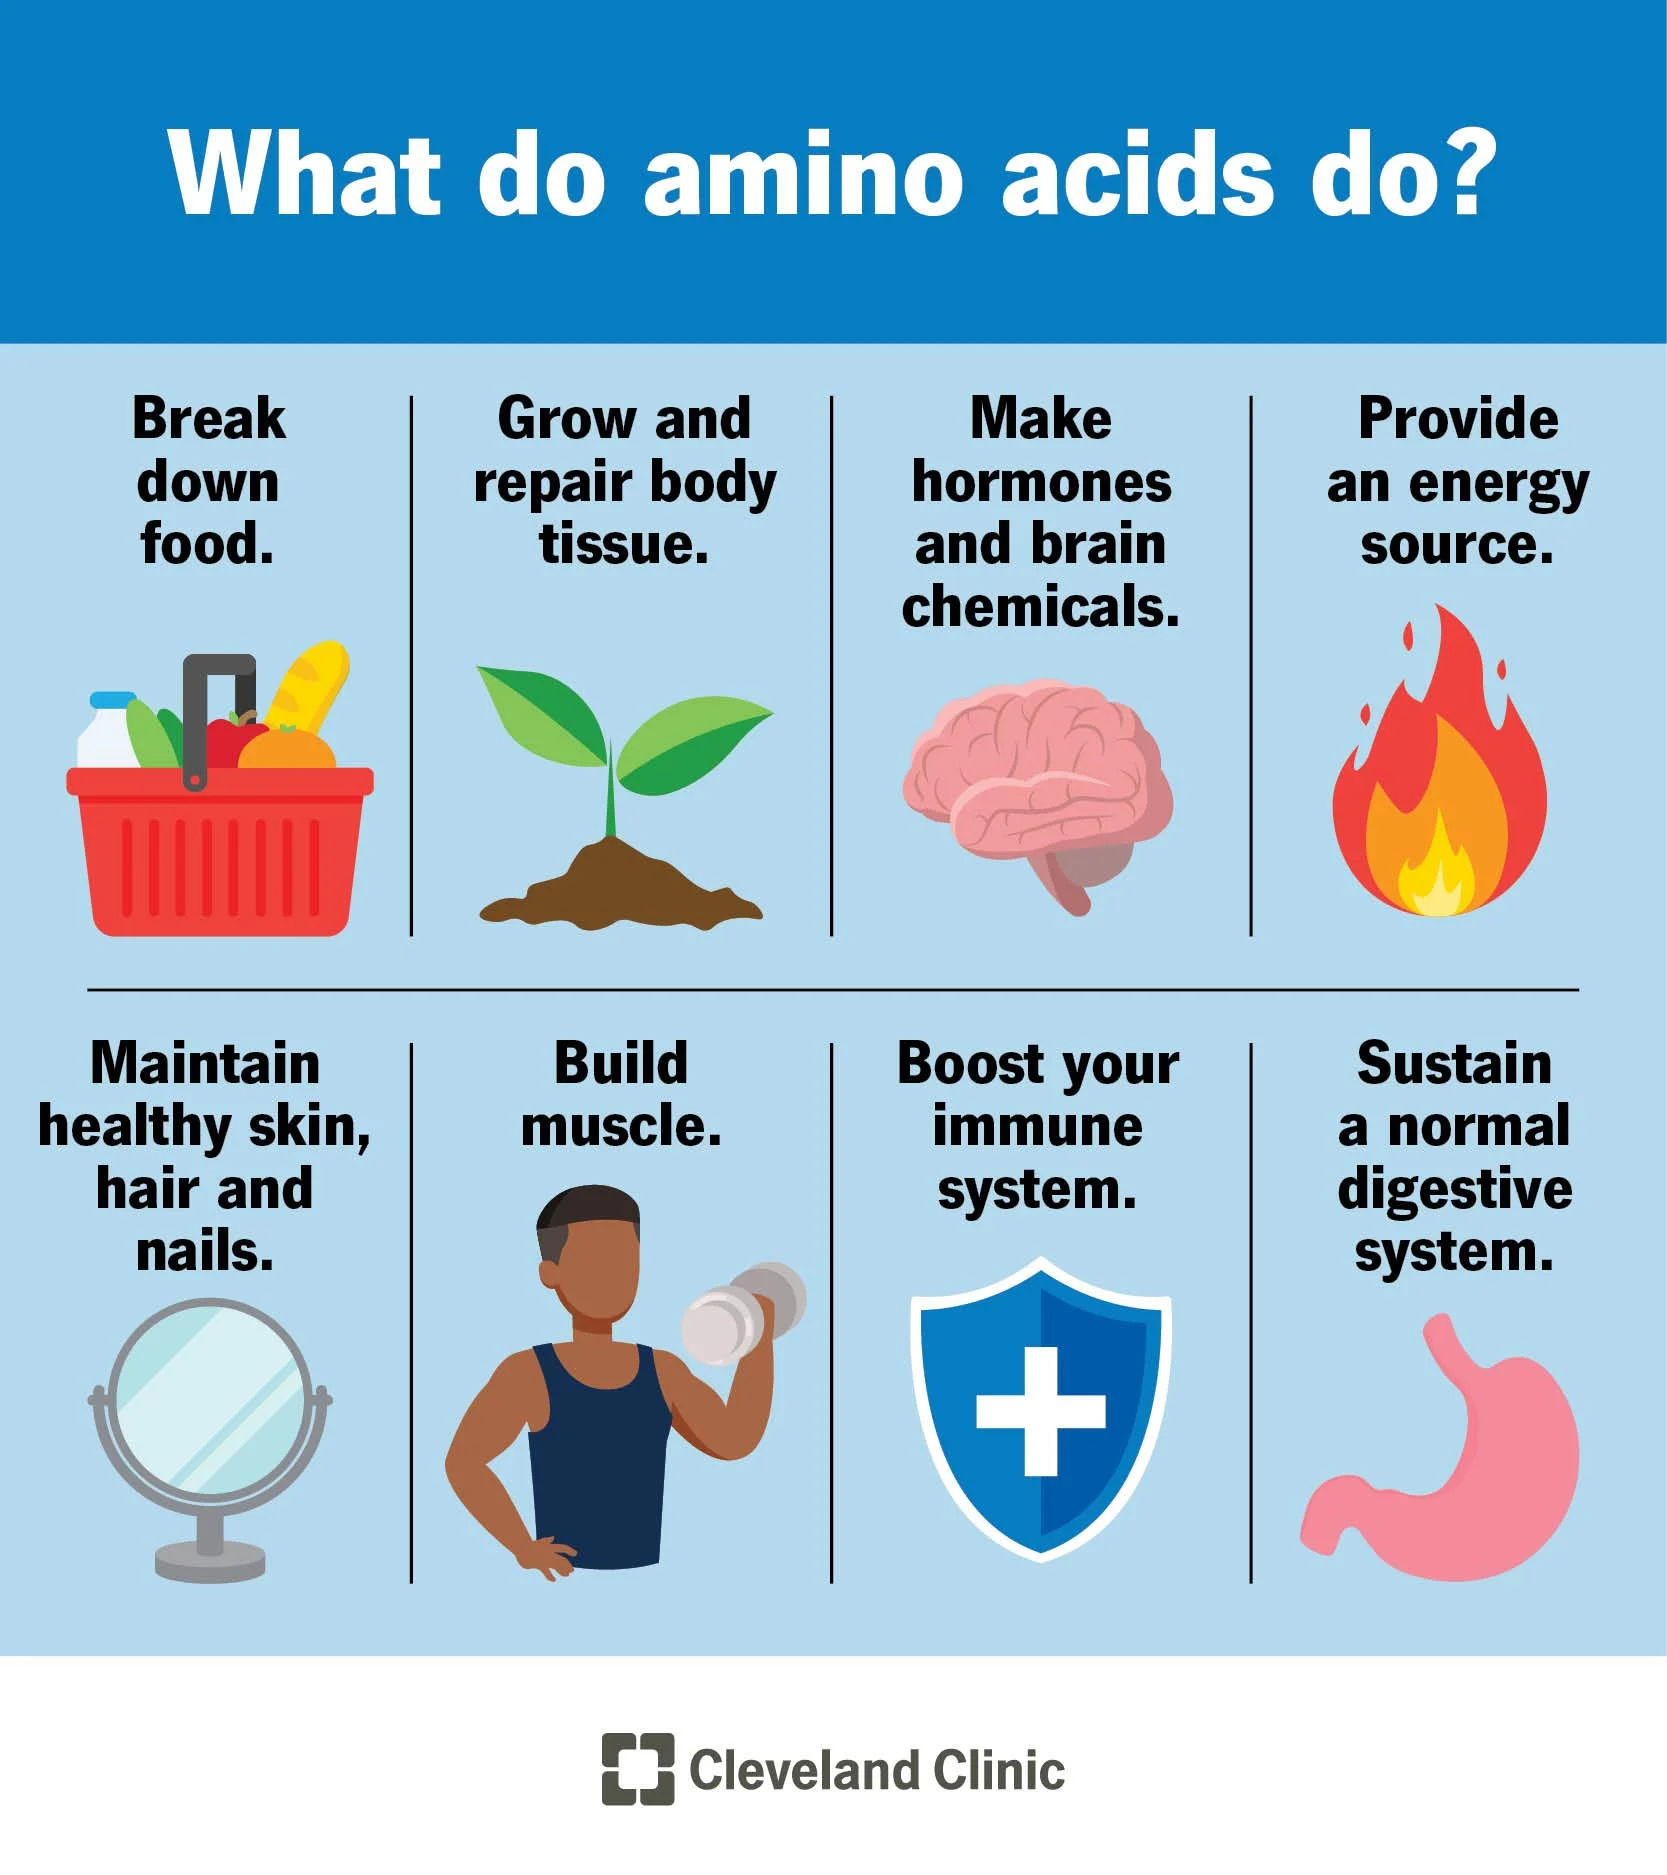 What do amino acids do?
Break
down
food.
Grow and
repair body
tissue.
Make
hormones
and brain
chemicals.
Provide
an energy
source.
Maintain
healthy skin,
hair and
nails.
Build
muscle.
Boost your
immune
system.
Sustain
a normal
digestive
system.
Cleveland Clinic